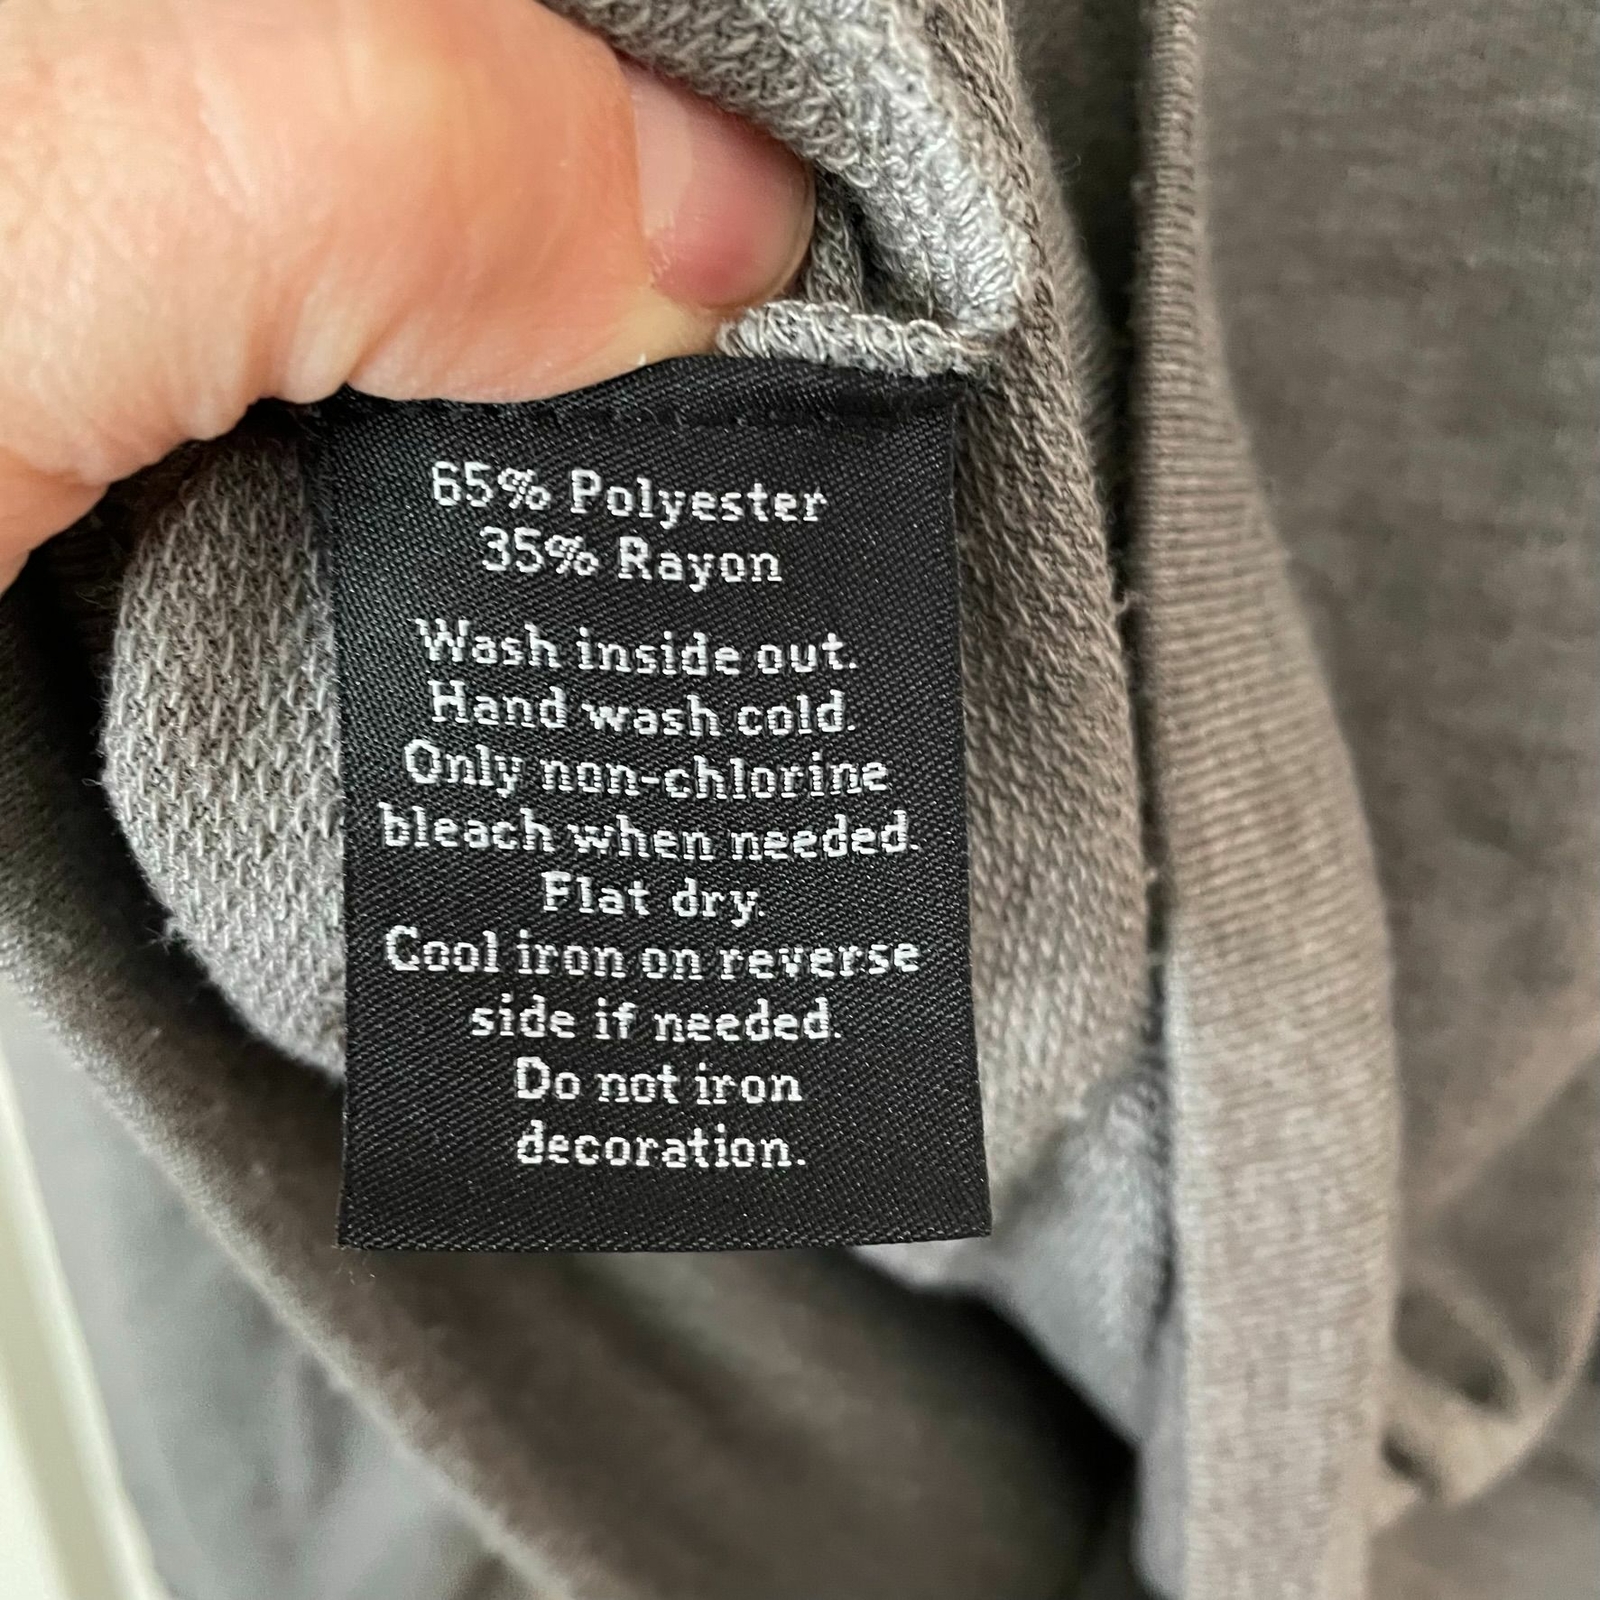 65% Polyester
35% Rayon
Wash inside out.
Hand wash cold.
Only non-chlorine
bleach when needed.
Flat dry.
Cool iron on reverse
side if needed.
Do not iron
decoration.